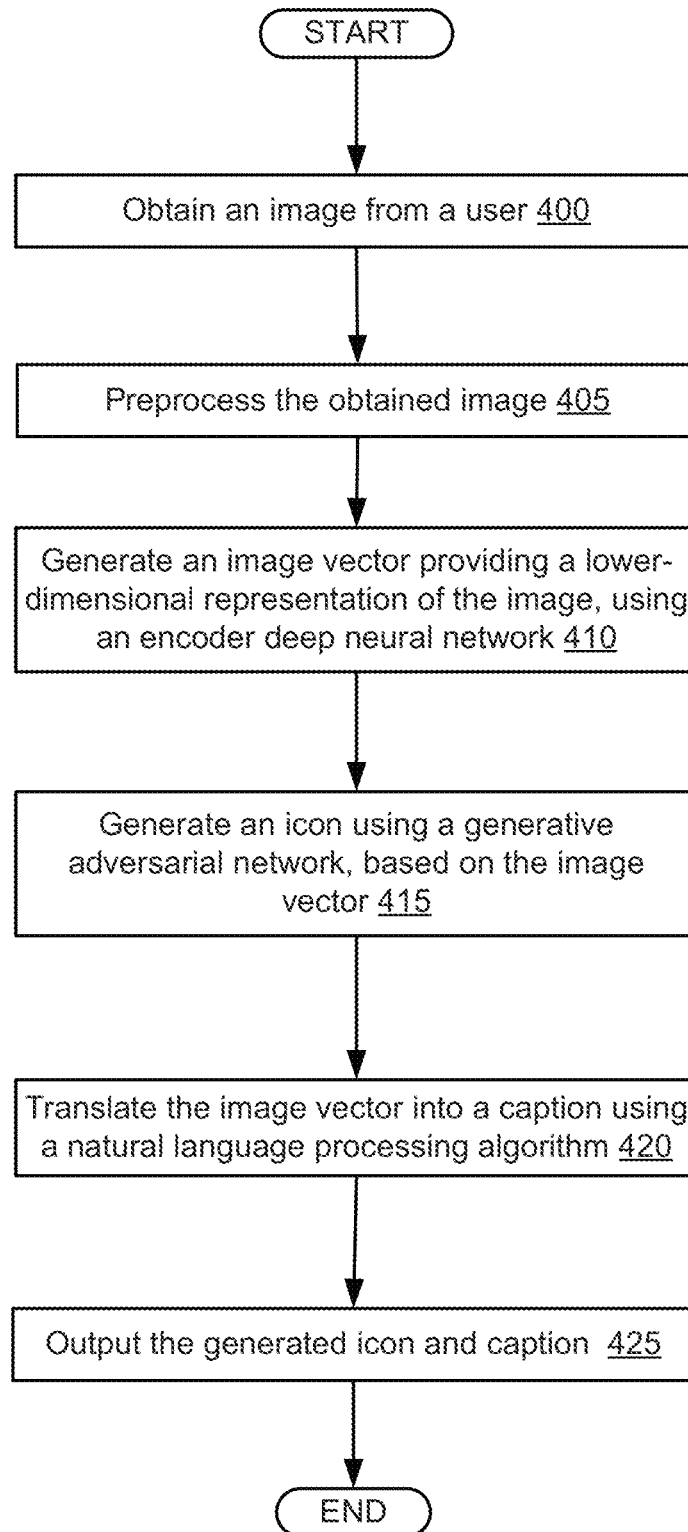 START
Obtain an image from a user 400
Preprocess the obtained image 405
Generate an image vector providing a lower-
dimensional representation of the image, using
an encoder deep neural network 410
Generate an icon using a generative
adversarial network, based on the image
vector 415
Translate the image vector into a caption using
a natural language processing algorithm 420
Output the generated icon and caption 425
END